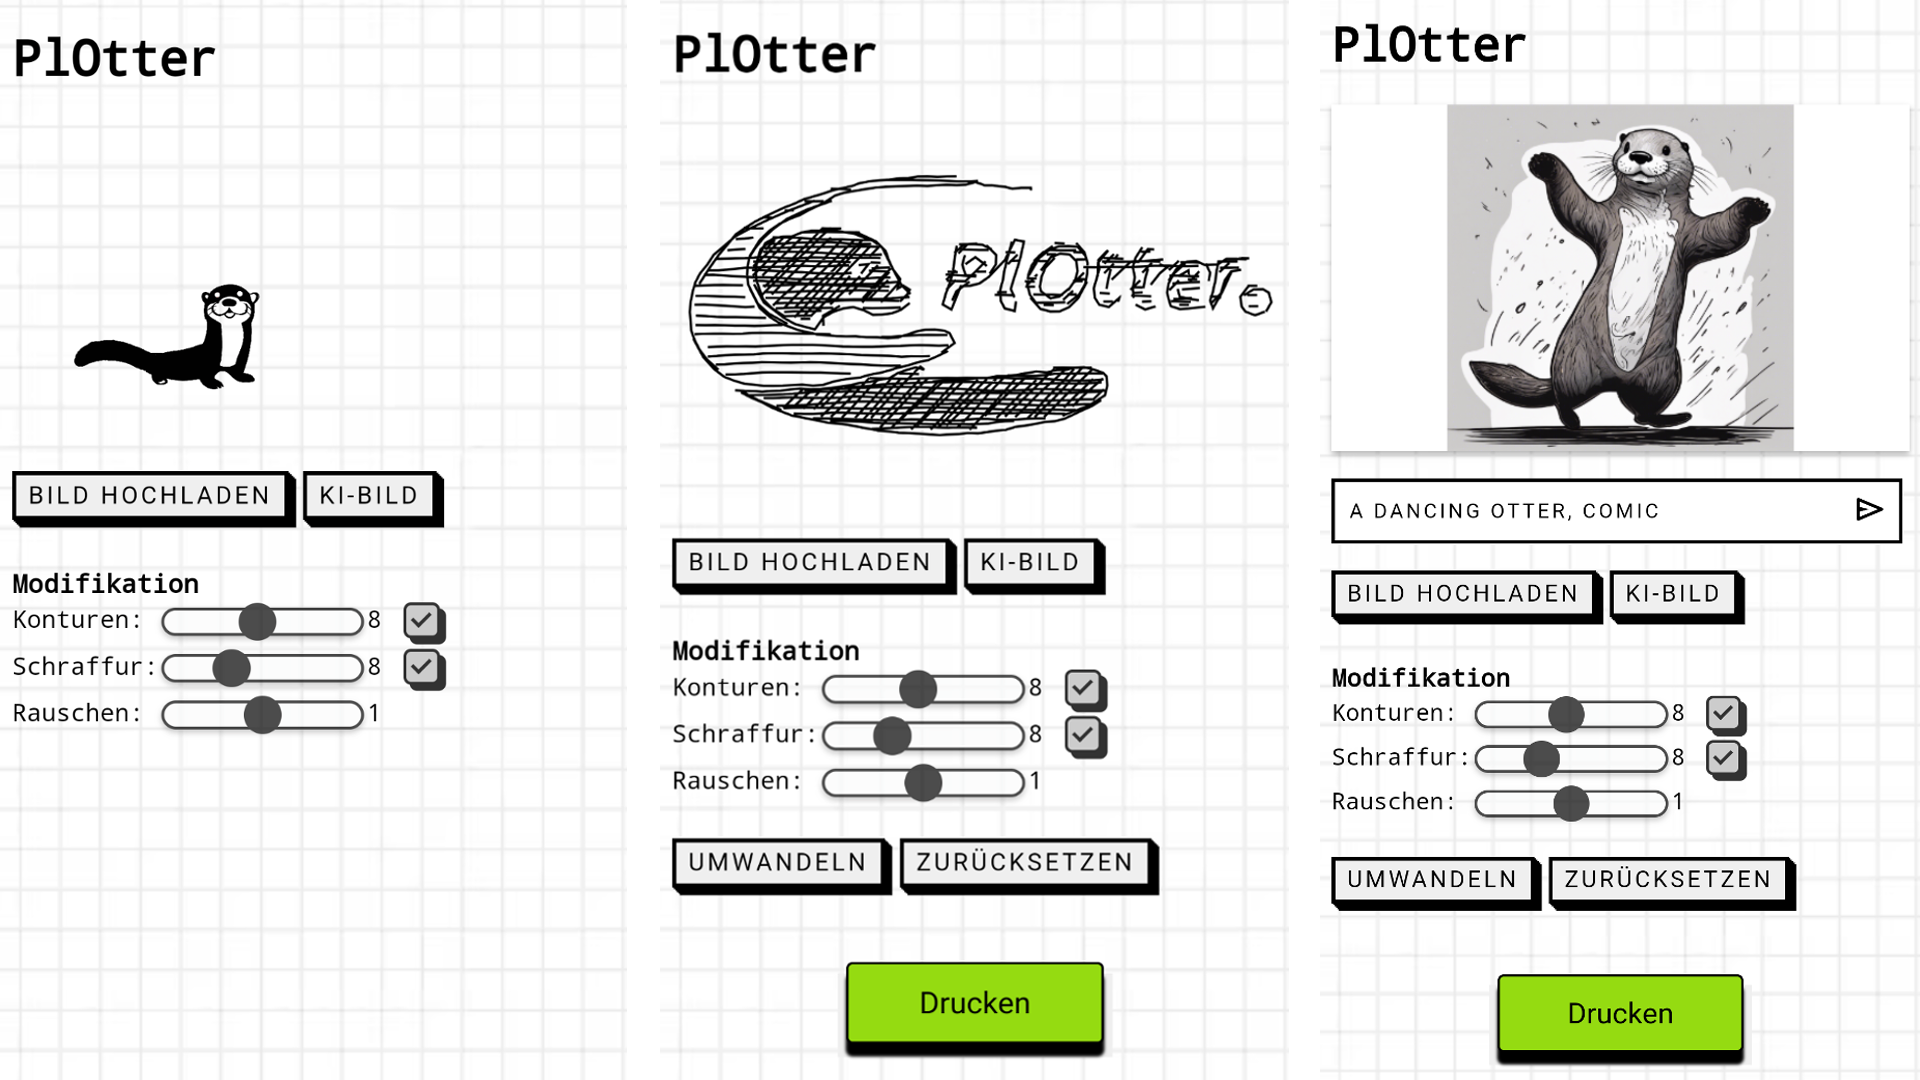 PlOtter
BILD HOCHLADEN
KI-BILD
Modifikation
Konturen: 8
Schraffur: 8
Rauschen: 1
PlOtter
PlOtter.
BILD HOCHLADEN
KI-BILD
Modifikation
Konturen: 8
Schraffur: 8
Rauschen: 1
UMWANDELN
ZURÜCKSETZEN
Drucken
PlOtter
A DANCING OTTER, COMIC
BILD HOCHLADEN
KI-BILD
Modifikation
Konturen: 8
Schraffur: 8
Rauschen: 1
UMWANDELN
ZURÜCKSETZEN
Drucken